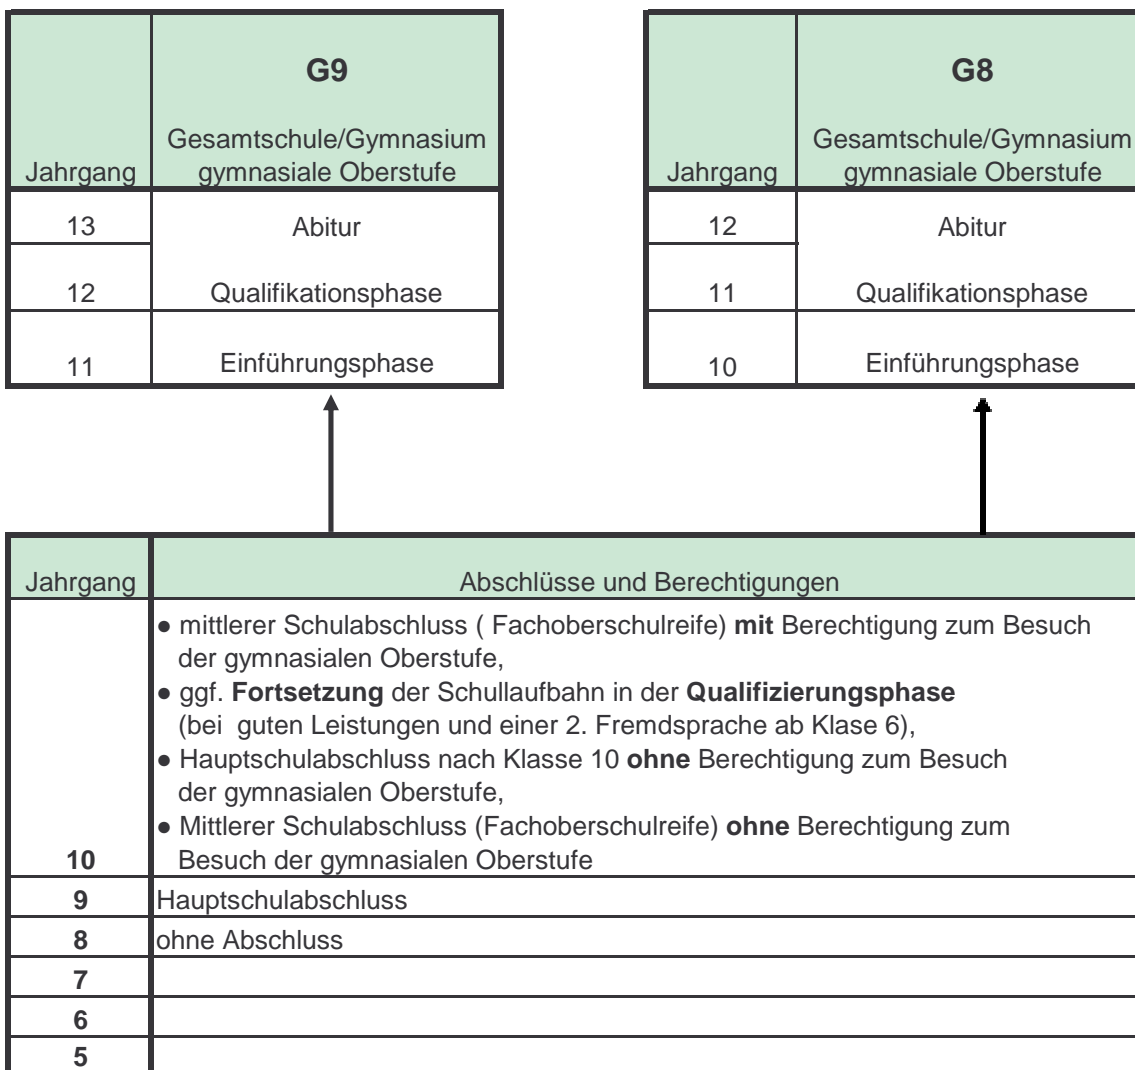 G9
Gesamtschule/Gymnasium
Jahrgang gymnasiale Oberstufe
13 Abitur
12 Qualifikationsphase
11 Einführungsphase
G8
Gesamtschule/Gymnasium
Jahrgang gymnasiale Oberstufe
12 Abitur
11 Qualifikationsphase
10 Einführungsphase
Jahrgang Abschlüsse und Berechtigungen
● mittlerer Schulabschluss ( Fachoberschulreife) mit Berechtigung zum Besuch
der gymnasialen Oberstufe,
● ggf. Fortsetzung der Schullaufbahn in der Qualifizierungsphase
(bei guten Leistungen und einer 2. Fremdsprache ab Klase 6),
● Hauptschulabschluss nach Klasse 10 ohne Berechtigung zum Besuch
der gymnasialen Oberstufe,
● Mittlerer Schulabschluss (Fachoberschulreife) ohne Berechtigung zum
10 Besuch der gymnasialen Oberstufe
9 Hauptschulabschluss
8 ohne Abschluss
7
6
5